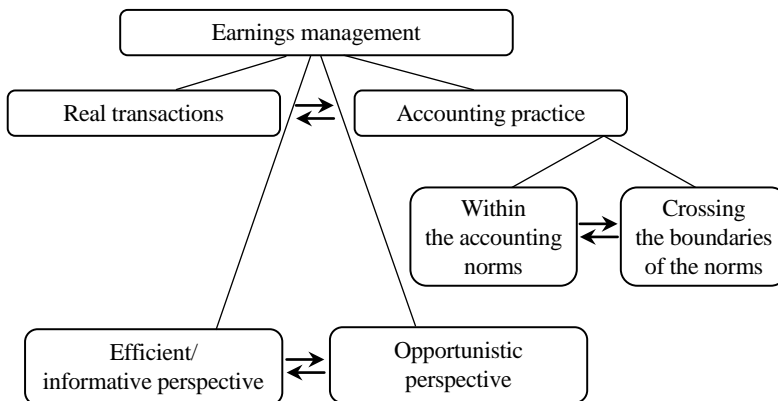 Earnings management
Real transactions
Accounting practice
Within
the accounting
norms
Crossing
the boundaries
of the norms
Efficient/
informative perspective
Opportunistic
perspective